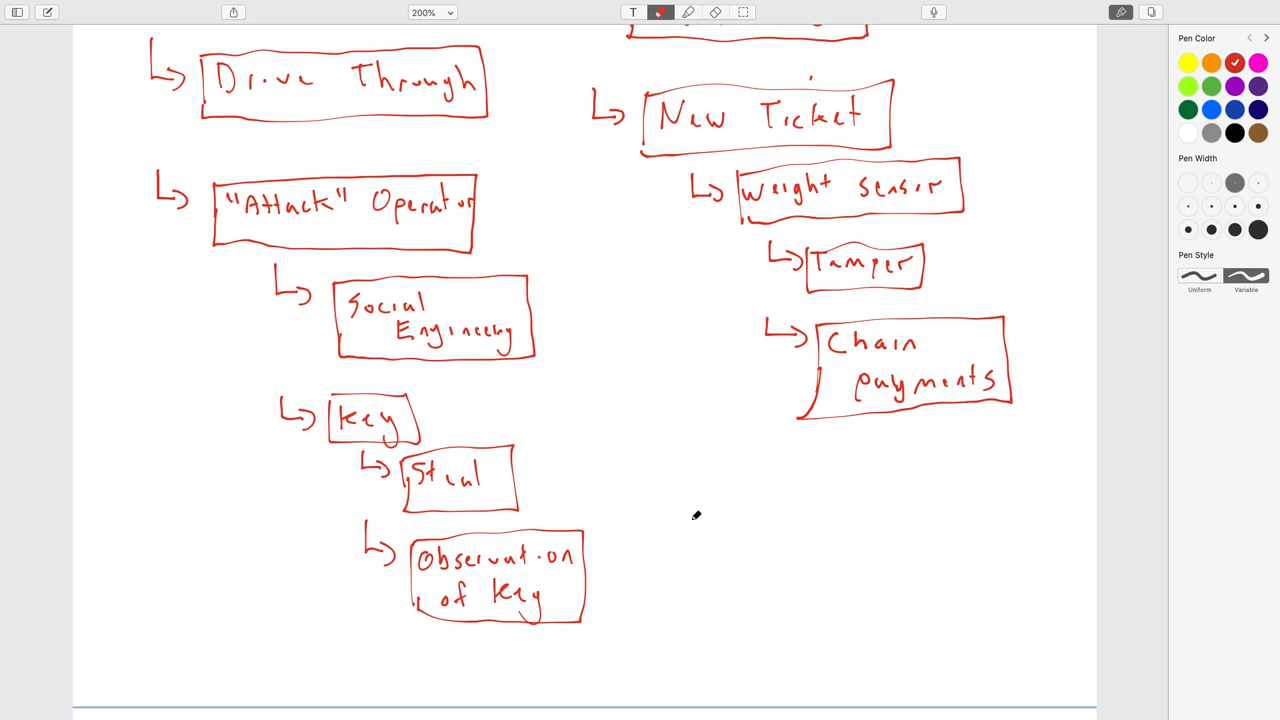 200%
T
Drive Through
"Attack" Operator
Social
Engineering
Key
Steal
Observation
of Key
New Ticket
Weight Sensor
Tamper
Chain
payments
Pen Color
Pen Width
Pen Style
Uniform
Variable